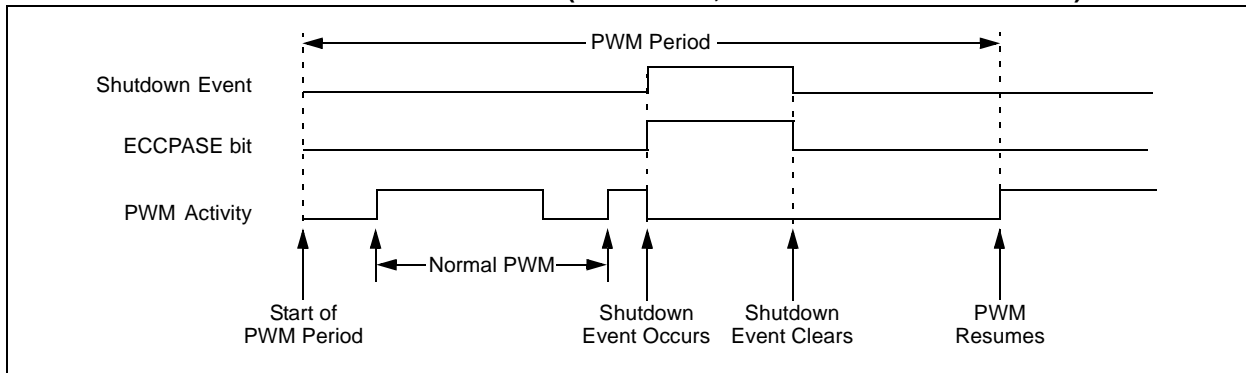 PWM Period
Shutdown Event
ECCPASE bit
PWM Activity
Normal PWM
Start of
PWM Period
Shutdown
Event Occurs
Shutdown
Event Clears
PWM
Resumes